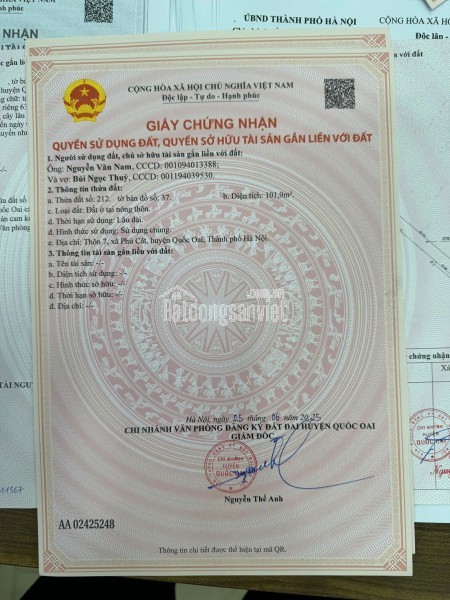 UBND THÀNH PHỐ HÀ NỘI
CỘNG HÒA XÃ HỘI CHỦ NGHĨA VIỆT NAM
Độc lập - Tự do - Hạnh phúc
GIẤY CHỨNG NHẬN
QUYỀN SỬ DỤNG ĐẤT, QUYỀN SỞ HỮU TÀI SẢN GẮN LIỀN VỚI ĐẤT
1. Người sử dụng đất, chủ sở hữu tài sản gắn liền với đất:
Ông: Nguyễn Văn Nam, CCCD: 001094013388;
Và vợ: Bùi Ngọc Thuý, CCCD: 001194039530.
2. Thông tin thửa đất:
a. Thửa đất số: 212, tờ bản đồ số: 37, b. Diện tích: 101,9m².
c. Loại đất: Đất ở tại nông thôn.
d. Thời hạn sử dụng: Lâu dài.
đ. Hình thức sử dụng: Sử dụng chung.
e. Địa chỉ: Thôn 7, xã Phú Cát, huyện Quốc Oai, Thành phố Hà Nội.
3. Thông tin tài sản gắn liền với đất:
a. Tên tài sản: -/-
b. Diện tích sử dụng: -/-
c. Hình thức sở hữu: -/-
d. Thời hạn sở hữu: -/-
đ. Địa chỉ: -/-
Batdongsanviet
.com.vn
Hà Nội, ngày 05 tháng 06 năm 2025
CHI NHÁNH VĂN PHÒNG ĐĂNG KÝ ĐẤT ĐAI HUYỆN QUỐC OAI
GIÁM ĐỐC
CHI NHÁNH
HUYỆN
QUỐC OAI
Nguyễn Thế Anh
AA 02425248
Thông tin chi tiết được thể hiện tại mã QR.